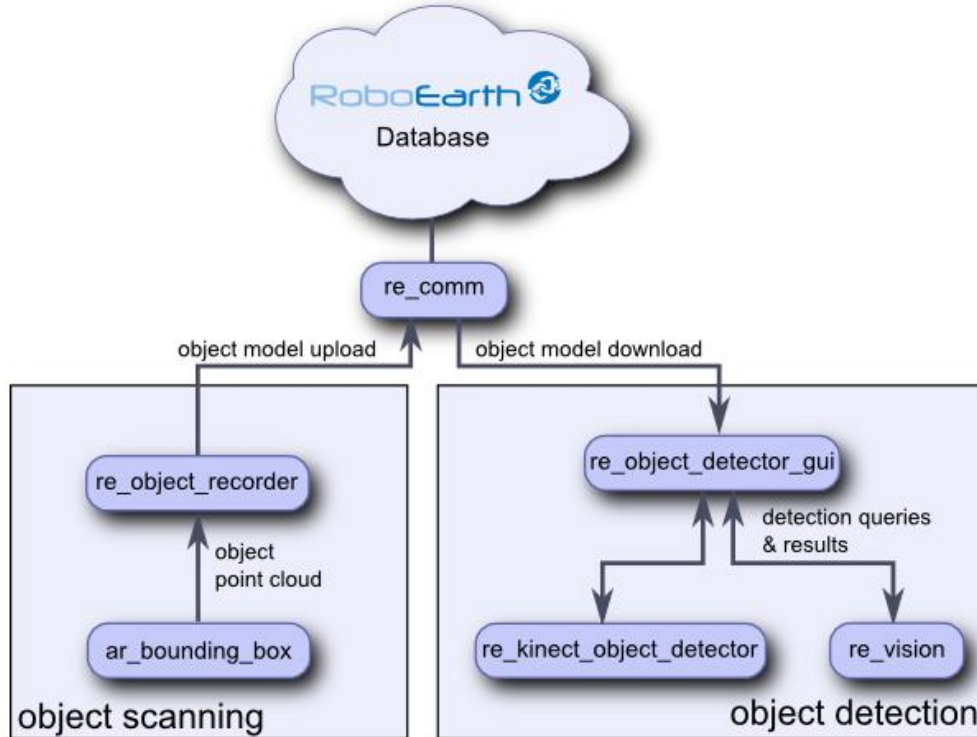 RoboEarth
Database
re_comm
object model upload
object model download
re_object_recorder
object
point cloud
ar_bounding_box
object scanning
re_object_detector_gui
detection queries
& results
re_kinect_object_detector
re_vision
object detection